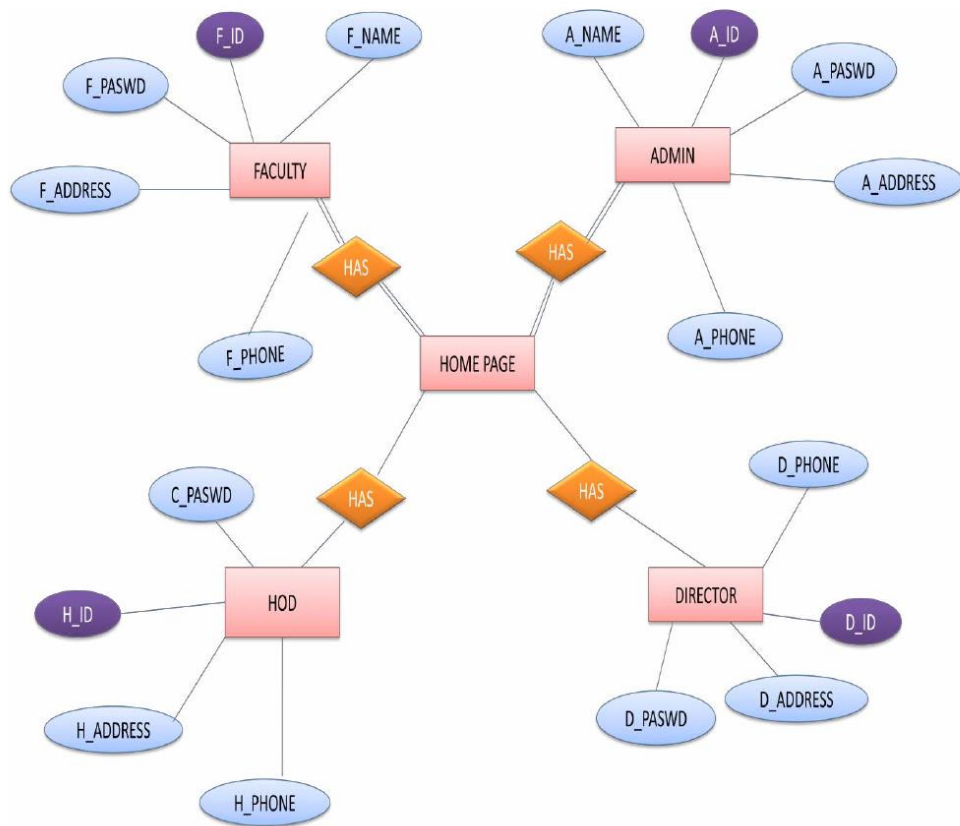 F_ID
F_NAME
A_NAME
A_ID
F_PASWD
A_PASWD
FACULTY
ADMIN
F_ADDRESS
A_ADDRESS
HAS
HAS
F_PHONE
HOME PAGE
A_PHONE
C_PASWD
HAS
HAS
D_PHONE
H_ID
HOD
DIRECTOR
D_ID
H_ADDRESS
D_PASWD
D_ADDRESS
H_PHONE